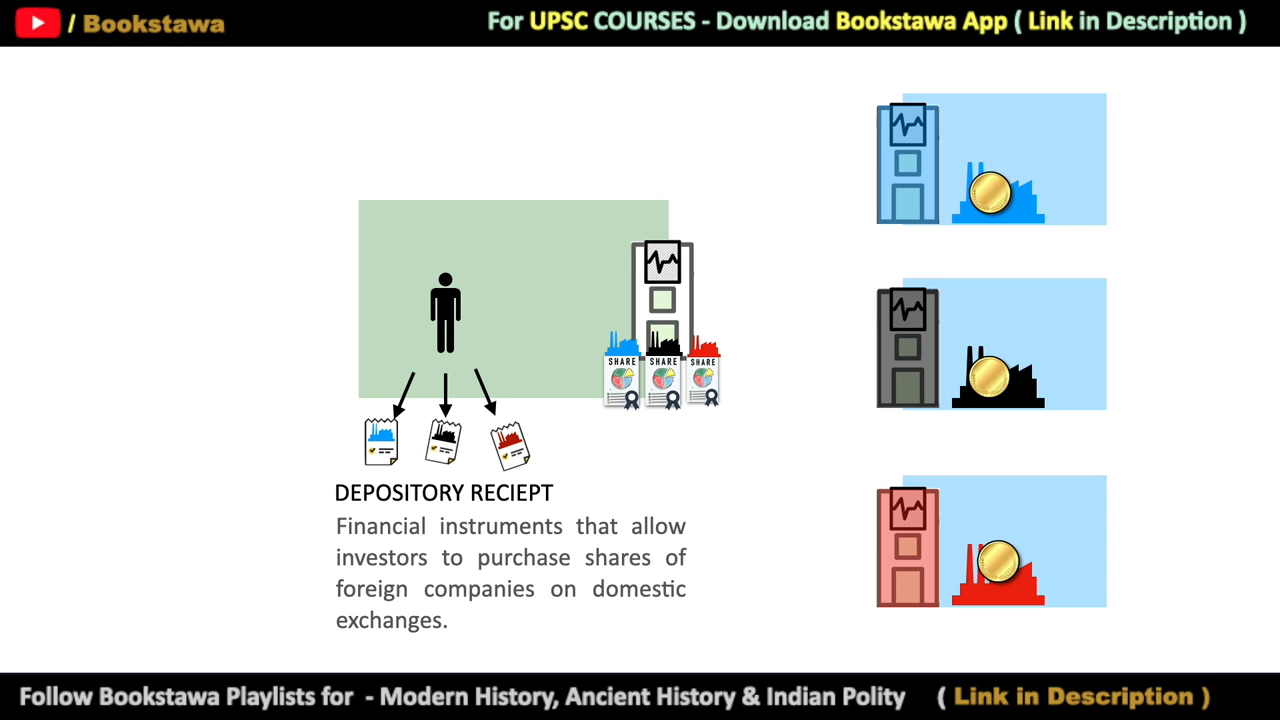 / Bookstawa
For UPSC COURSES - Download Bookstawa App ( Link in Description )
SHARE
SHARE
SHARE
DEPOSITORY RECIEPT
Financial instruments that allow
investors to purchase shares of
foreign companies on domestic
exchanges.
Follow Bookstawa Playlists for - Modern History, Ancient History & Indian Polity ( Link in Description )